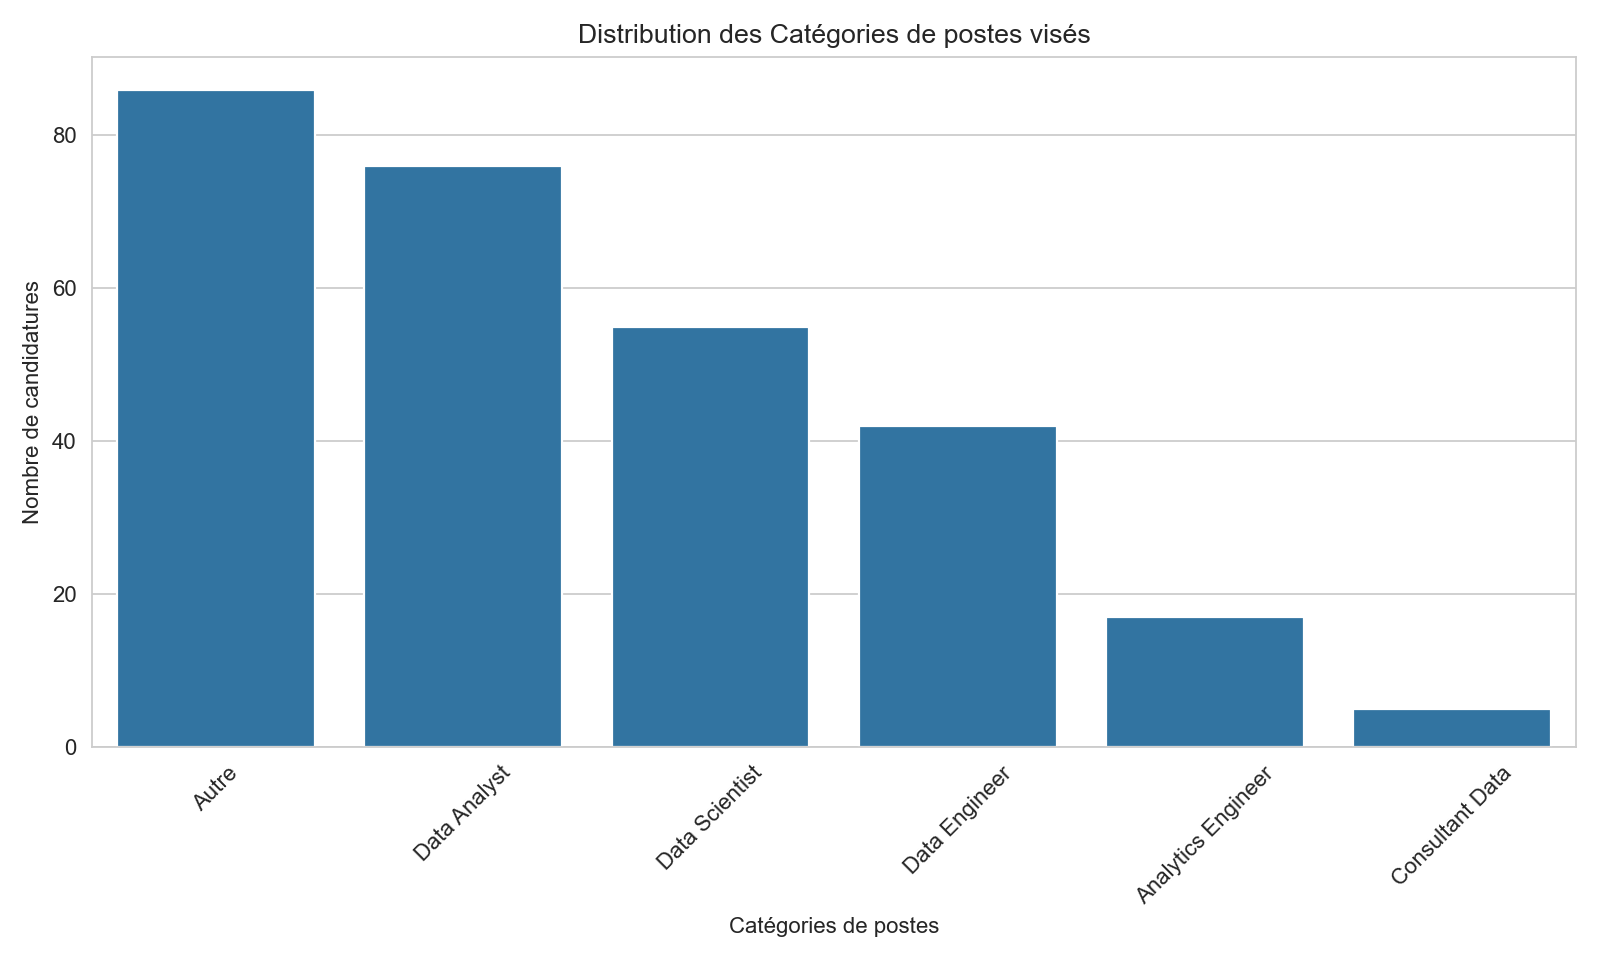 Distribution des Catégories de postes visés
Nombre de candidatures
80
60
40
20
0
Autre
Data Analyst
Data Scientist
Data Engineer
Analytics Engineer
Consultant Data
Catégories de postes